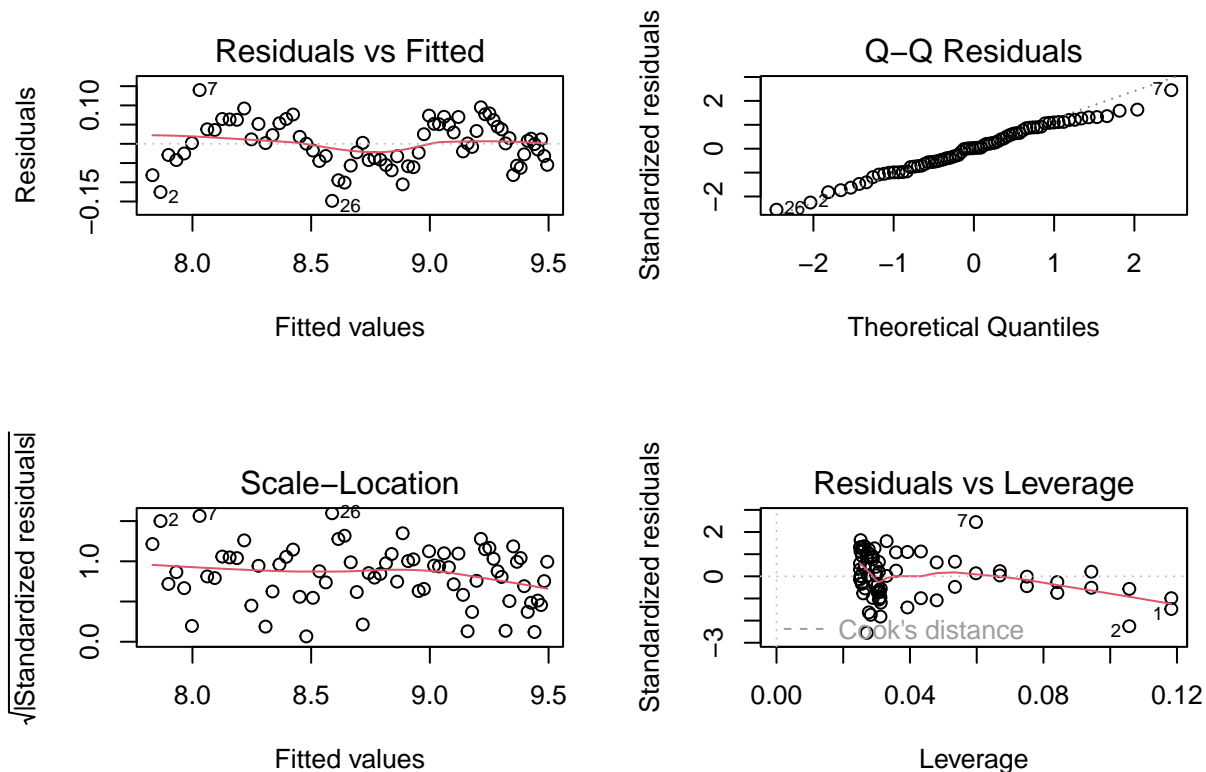 Residuals vs Fitted
Residuals
0.10
−0.15
7
2
26
8.0 8.5 9.0 9.5
Fitted values
Q−Q Residuals
Standardized residuals
2
0
−2
7
2
26
−2 −1 0 1 2
Theoretical Quantiles
Scale−Location
√|Standardized residuals|
1.0
0.0
2
7
26
8.0 8.5 9.0 9.5
Fitted values
Residuals vs Leverage
Standardized residuals
2
0
−3
7
1
2
Cook's distance
0.00 0.04 0.08 0.12
Leverage